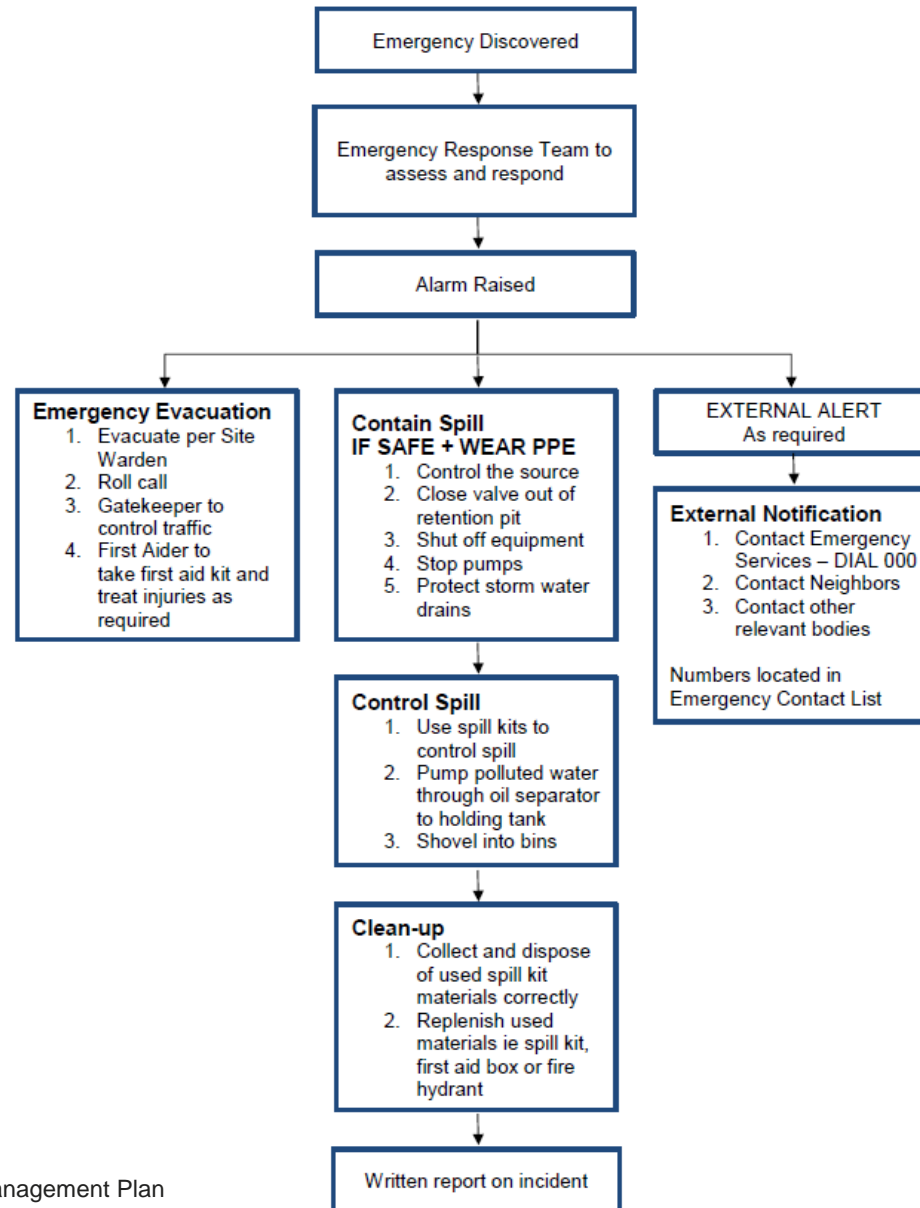 Emergency Discovered
Emergency Response Team to
assess and respond
Alarm Raised
Emergency Evacuation
1. Evacuate per Site
Warden
2. Roll call
3. Gatekeeper to
control traffic
4. First Aider to
take first aid kit and
treat injuries as
required
Contain Spill
IF SAFE + WEAR PPE
1. Control the source
2. Close valve out of
retention pit
3. Shut off equipment
4. Stop pumps
5. Protect storm water
drains
EXTERNAL ALERT
As required
External Notification
1. Contact Emergency
Services – DIAL 000
2. Contact Neighbors
3. Contact other
relevant bodies
Numbers located in
Emergency Contact List
Control Spill
1. Use spill kits to
control spill
2. Pump polluted water
through oil separator
to holding tank
3. Shovel into bins
Clean-up
1. Collect and dispose
of used spill kit
materials correctly
2. Replenish used
materials ie spill kit,
first aid box or fire
hydrant
Written report on incident
Plan